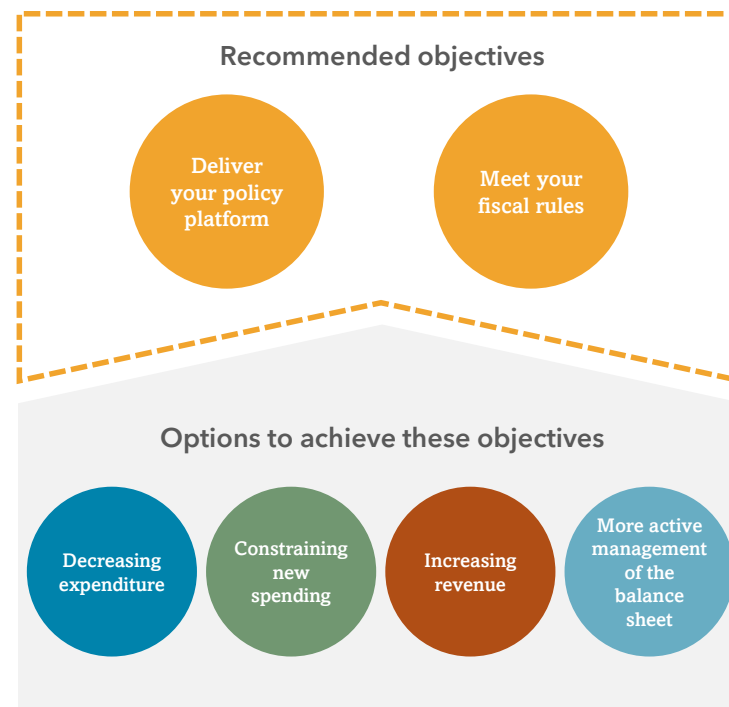 Recommended objectives
Deliver
your policy
platform
Meet your
fiscal rules
Options to achieve these objectives
Decreasing
expenditure
Constraining
new
spending
Increasing
revenue
More active
management
of the
balance
sheet